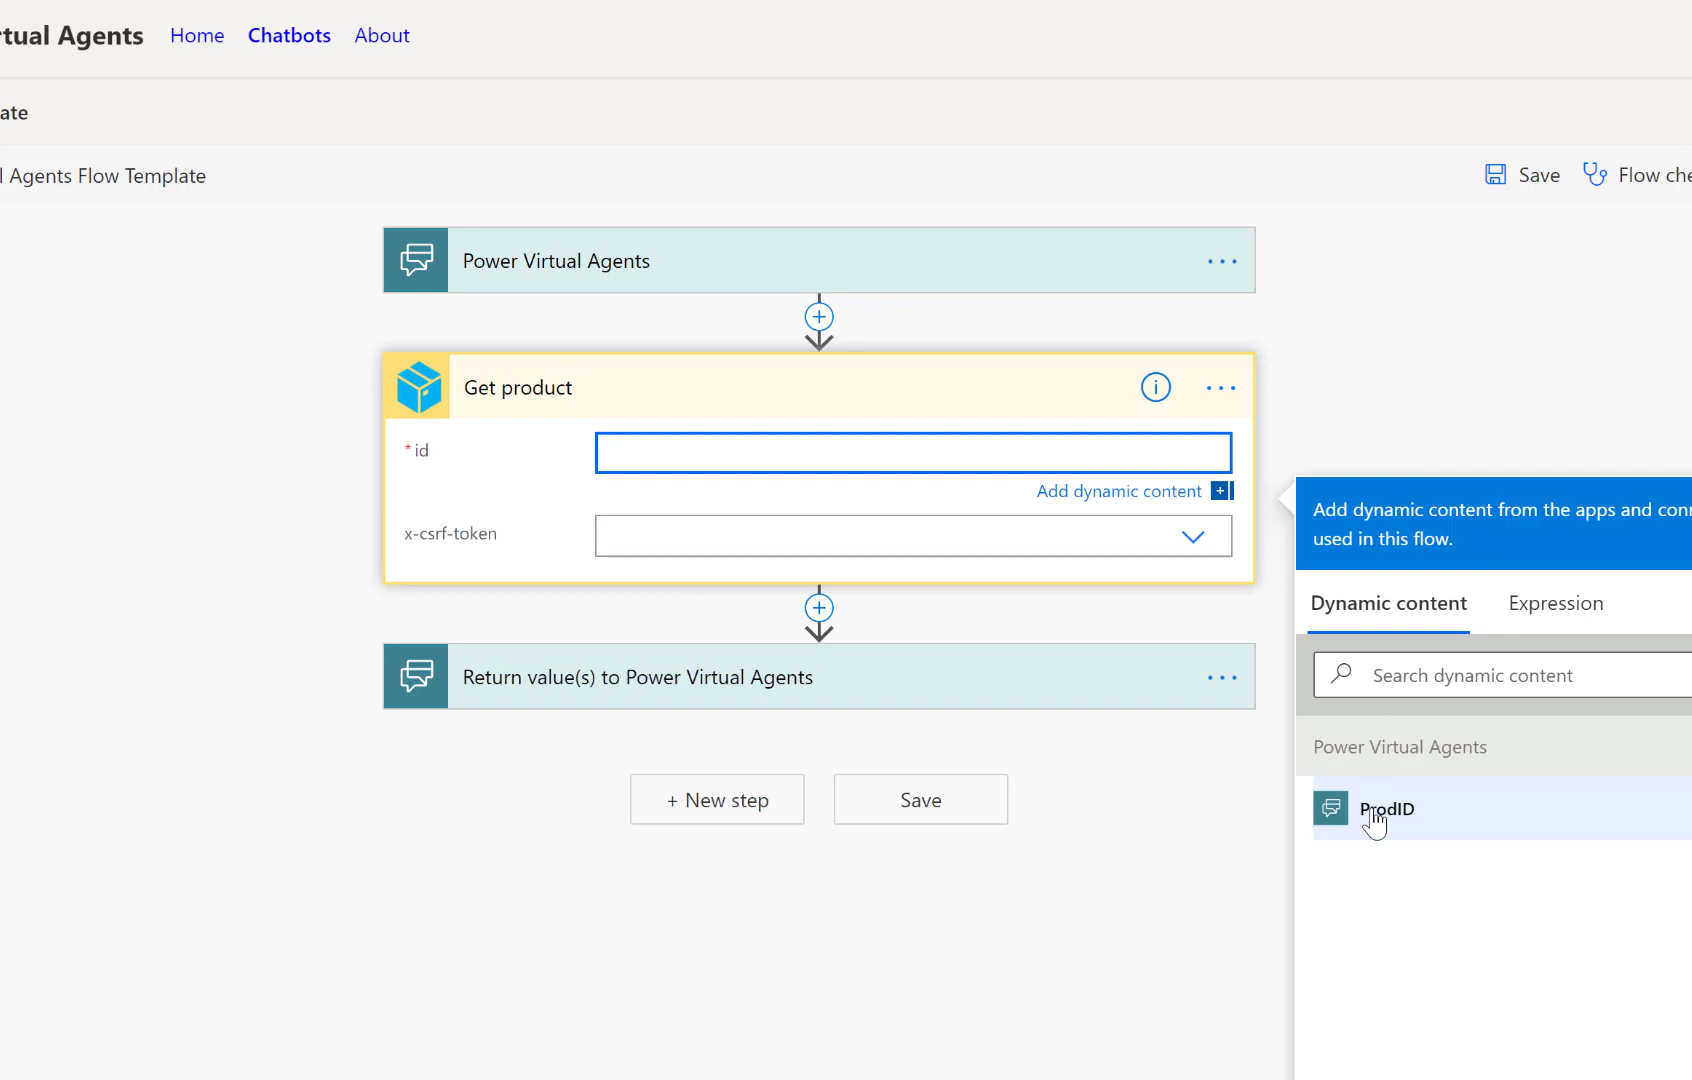 rtual Agents Home Chatbots About
ate
l Agents Flow Template
Save Flow che
Power Virtual Agents
Get product
* id
Add dynamic content
x-csrf-token
Return value(s) to Power Virtual Agents
+ New step Save
Add dynamic content from the apps and conn
used in this flow.
Dynamic content Expression
Search dynamic content
Power Virtual Agents
ProdID